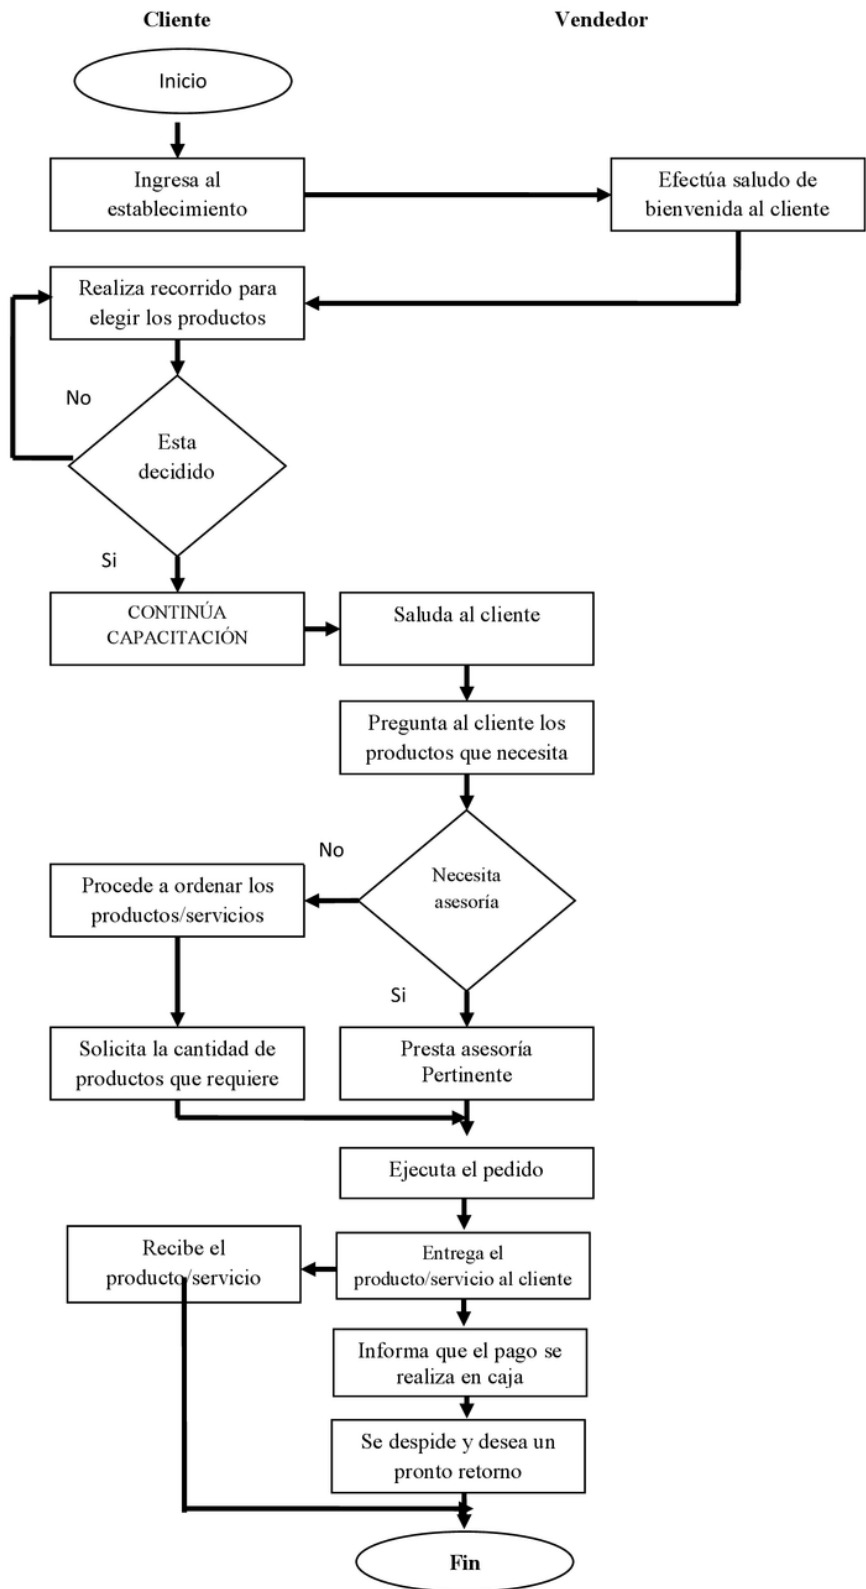 Cliente
Vendedor
Inicio
Ingresa al
establecimiento
Efectúa saludo de
bienvenida al cliente
Realiza recorrido para
elegir los productos
No
Esta
decidido
Si
CONTINÚA
CAPACITACIÓN
Saluda al cliente
Pregunta al cliente los
productos que necesita
No
Necesita
asesoría
Procede a ordenar los
productos/servicios
Si
Solicita la cantidad de
productos que requiere
Presta asesoría
Pertinente
Ejecuta el pedido
Recibe el
producto/servicio
Entrega el
producto/servicio al cliente
Informa que el pago se
realiza en caja
Se despide y desea un
pronto retorno
Fin